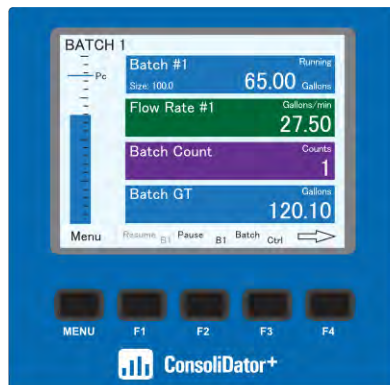 BATCH 1
Batch #1 Running
Size: 100.0 65.00 Gallons
Pc
Flow Rate #1 Gallons/min
27.50
Batch Count Counts
1
Batch GT Gallons
120.10
Menu Resume B1 Pause B1 Batch Ctrl
MENU F1 F2 F3 F4
ConsoliDator+